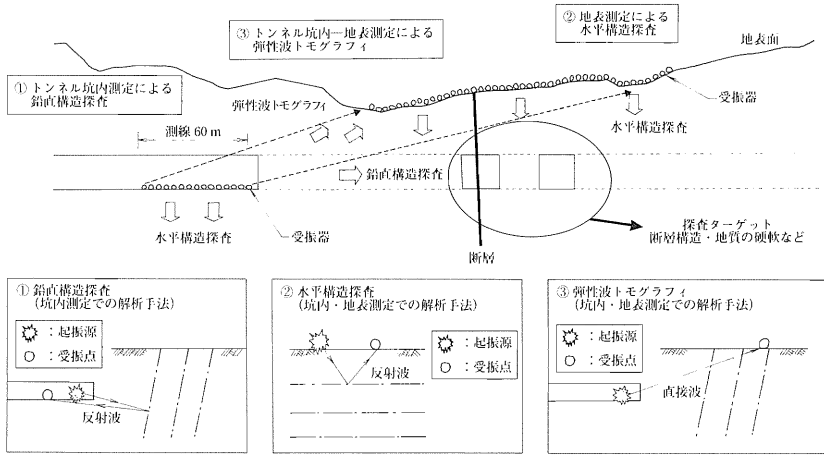 ③ トンネル坑内─地表測定による
弾性波トモグラフィ
② 地表測定による
水平構造探査
地表面
① トンネル坑内測定による
鉛直構造探査
弾性波トモグラフィ
受振器
水平構造探査
測線 60 m
鉛直構造探査
水平構造探査
受振器
断層
探査ターゲット
断層構造・地質の硬軟など
① 鉛直構造探査
(坑内測定での解析手法)
:起振源
:受振点
反射波
② 水平構造探査
(坑内・地表測定での解析手法)
:起振源
:受振点
反射波
③ 弾性波トモグラフィ
(坑内・地表測定での解析手法)
:起振源
:受振点
直接波